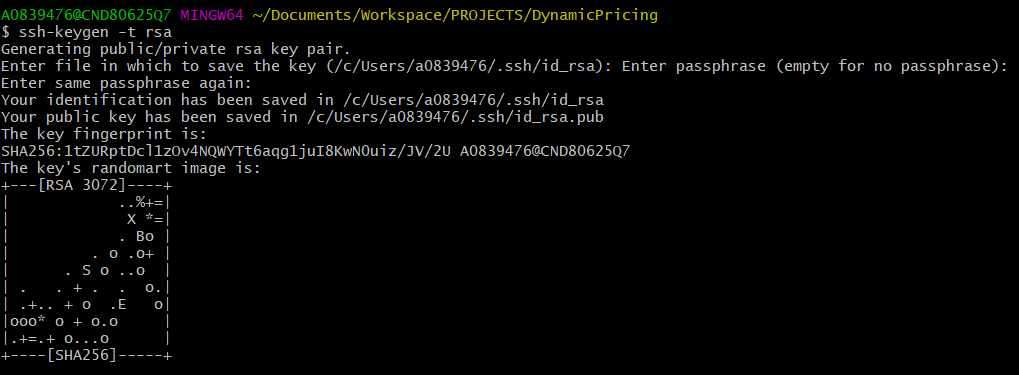 A0839476@CND80625Q7 MINGW64 ~/Documents/Workspace/PROJECTS/DynamicPricing
$ ssh-keygen -t rsa
Generating public/private rsa key pair.
Enter file in which to save the key (/c/Users/a0839476/.ssh/id_rsa): Enter passphrase (empty for no passphrase):
Enter same passphrase again:
Your identification has been saved in /c/Users/a0839476/.ssh/id_rsa
Your public key has been saved in /c/Users/a0839476/.ssh/id_rsa.pub
The key fingerprint is:
SHA256:1tZURptDcl1zOv4NQWYTt6aqg1juI8KwN0uiz/JV/2U A0839476@CND80625Q7
The key's randomart image is:
+---[RSA 3072]----+
|            ..%+=|
|             X *=|
|            . Bo |
|         . o .o+ |
|      . S o ..o  |
| .   . + .  .  o.|
| .+.. + o  .E   o|
|ooo* o + o.o     |
|.+=.+ o...o      |
+----[SHA256]-----+